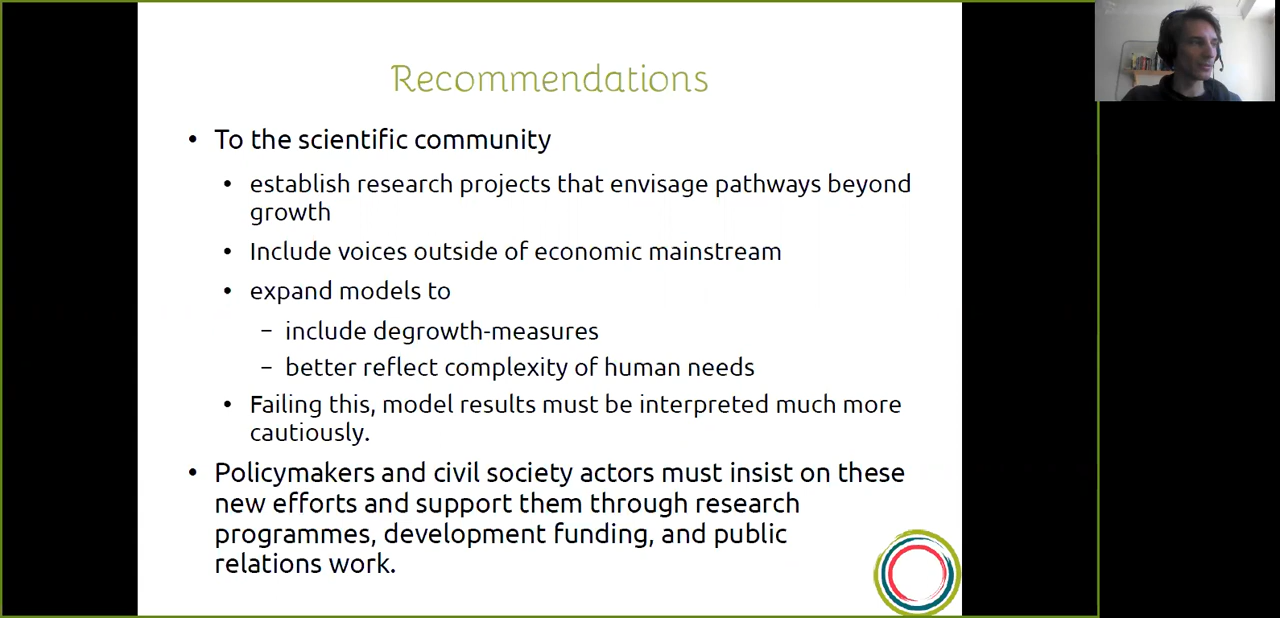 Recommendations
• To the scientific community
• establish research projects that envisage pathways beyond
growth
• Include voices outside of economic mainstream
• expand models to
– include degrowth-measures
– better reflect complexity of human needs
• Failing this, model results must be interpreted much more
cautiously.
• Policymakers and civil society actors must insist on these
new efforts and support them through research
programmes, development funding, and public
relations work.